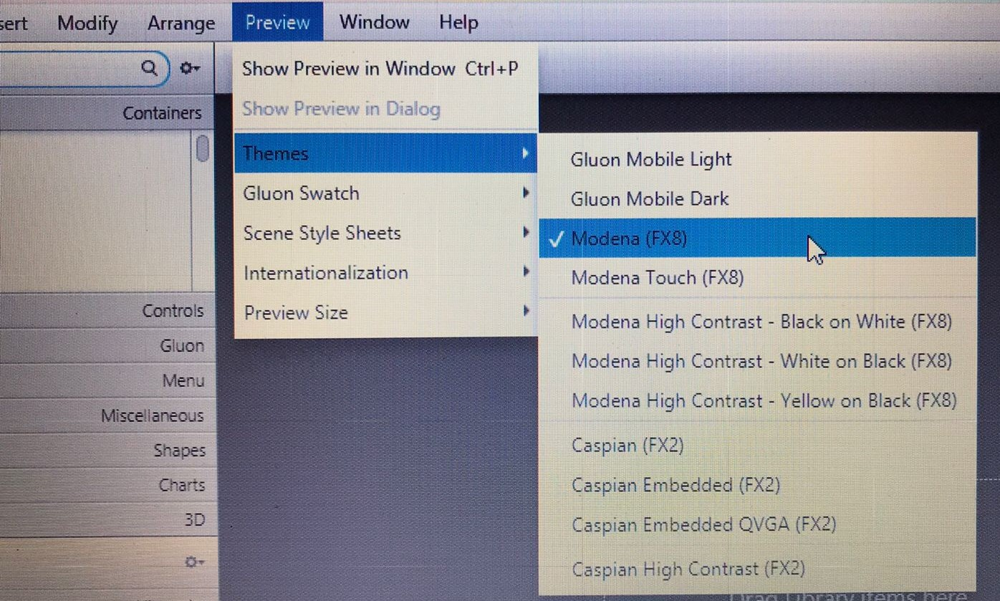 sert Modify Arrange Preview Window Help
Show Preview in Window Ctrl+P
Show Preview in Dialog
Themes
Gluon Swatch
Scene Style Sheets
Internationalization
Preview Size
Gluon Mobile Light
Gluon Mobile Dark
Modena (FX8)
Modena Touch (FX8)
Modena High Contrast - Black on White (FX8)
Modena High Contrast - White on Black (FX8)
Modena High Contrast - Yellow on Black (FX8)
Caspian (FX2)
Caspian Embedded (FX2)
Caspian Embedded QVGA (FX2)
Caspian High Contrast (FX2)
Containers
Controls
Gluon
Menu
Miscellaneous
Shapes
Charts
3D
Drag Library items here